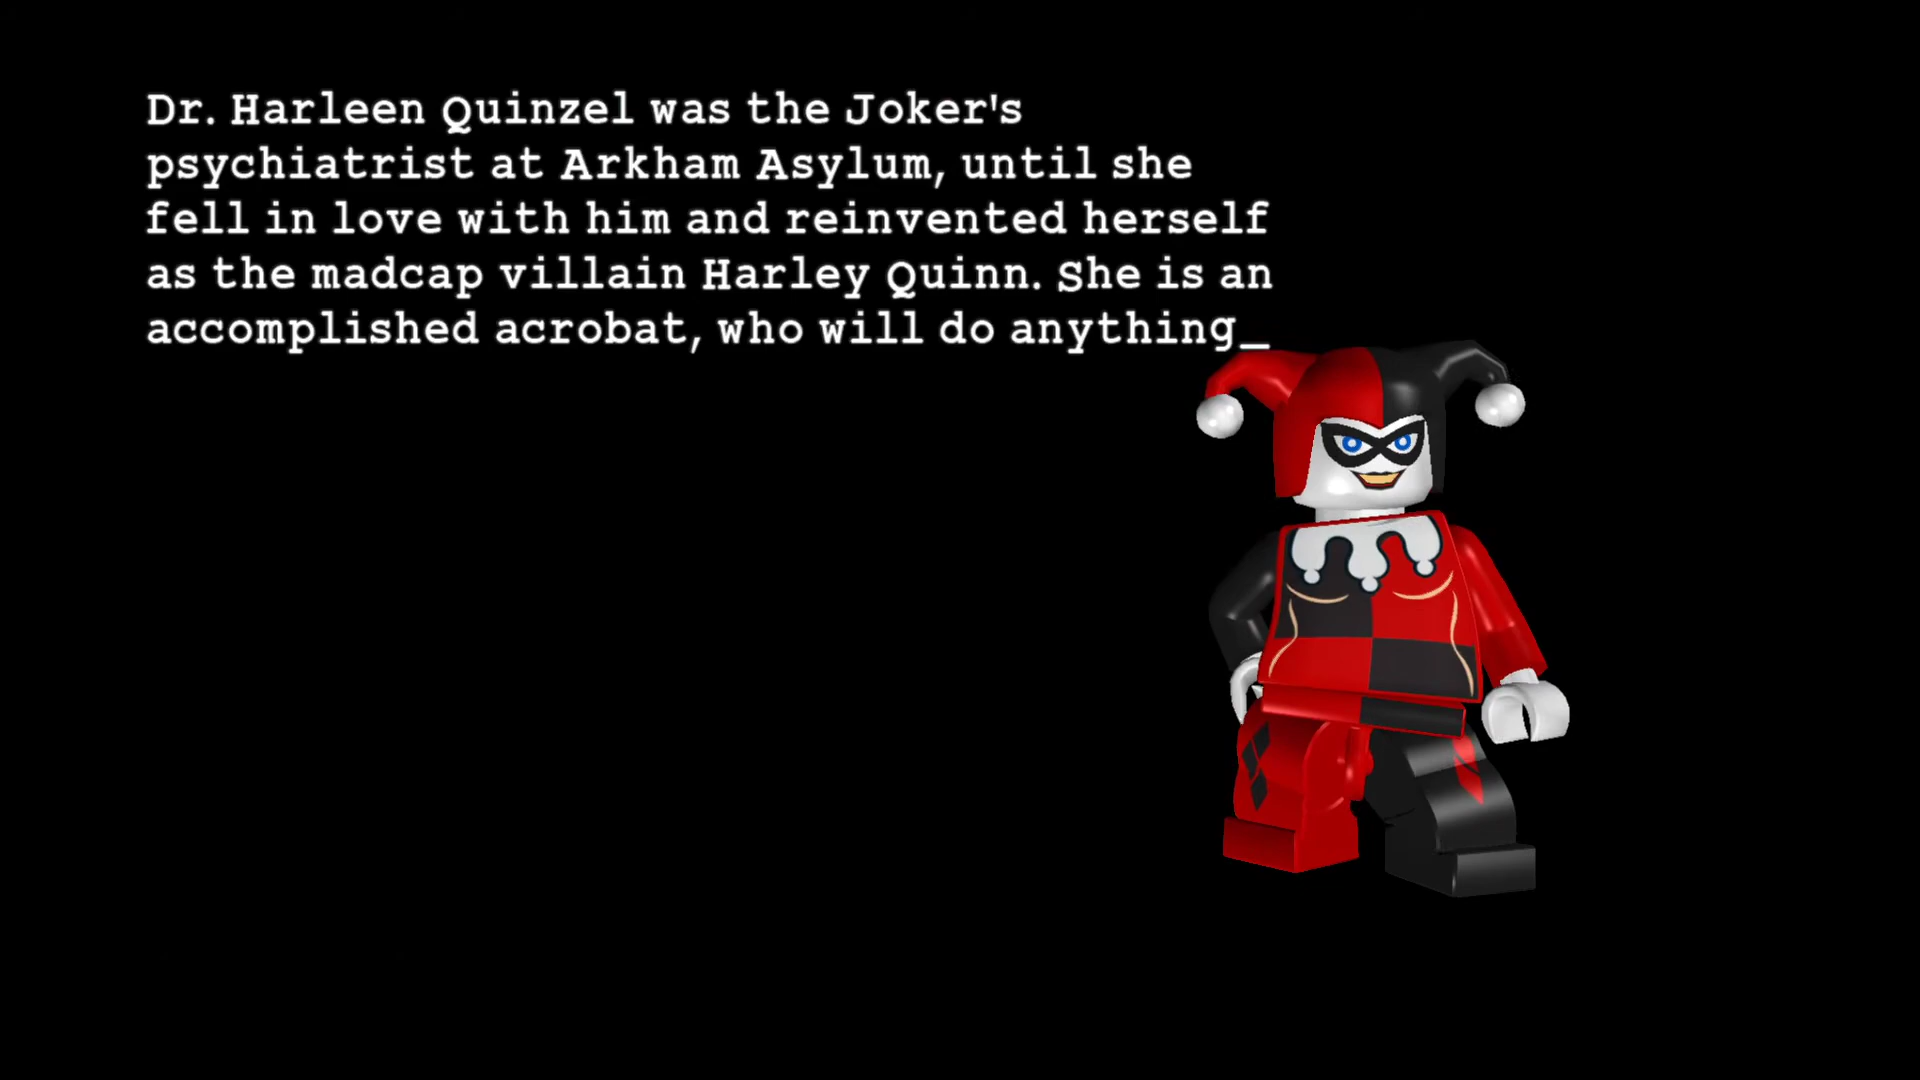 Dr. Harleen Quinzel was the Joker's
psychiatrist at Arkham Asylum, until she
fell in love with him and reinvented herself
as the madcap villain Harley Quinn. She is an
accomplished acrobat, who will do anything_